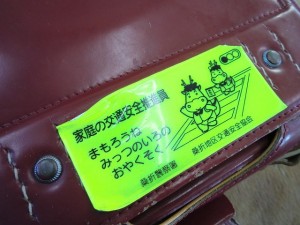 家庭の交通安全推進員
まもろうね
みっつのいろの
おやくそく
桑折警察署
桑折地区交通安全協会